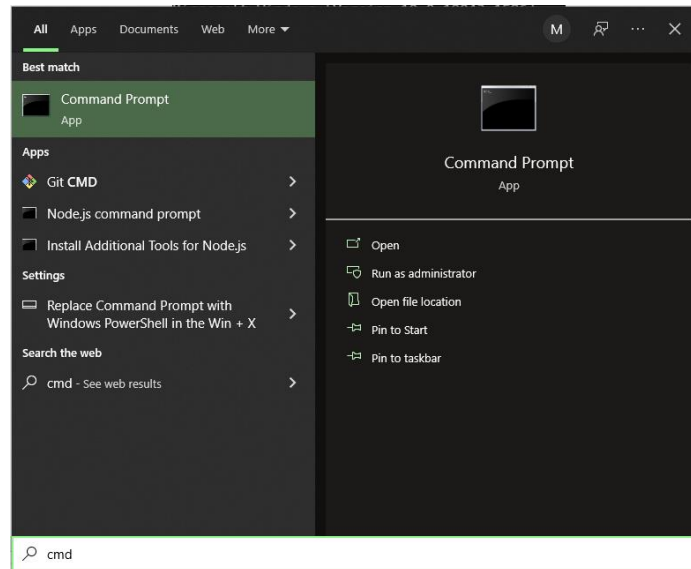 All Apps Documents Web More M
Best match
Command Prompt
App
Apps
Git CMD
Node.js command prompt
Install Additional Tools for Node.js
Settings
Replace Command Prompt with
Windows PowerShell in the Win + X
Search the web
cmd - See web results
Command Prompt
App
Open
Run as administrator
Open file location
Pin to Start
Pin to taskbar
cmd